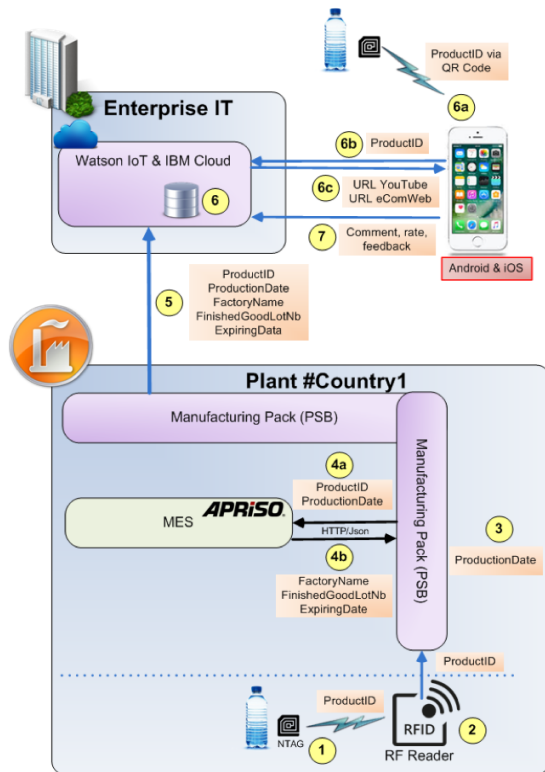 ProductID via
QR Code
6a
Enterprise IT
Watson IoT & IBM Cloud
6
6b
ProductID
6c
URL YouTube
URL eComWeb
7
Comment, rate,
feedback
Android & iOS
5
ProductID
ProductionDate
FactoryName
FinishedGoodLotNb
ExpiringData
Plant #Country1
Manufacturing Pack (PSB)
Manufacturing Pack (PSB)
4a
ProductID
ProductionDate
MES
APRISO
HTTP/Json
4b
FactoryName
FinishedGoodLotNb
ExpiringDate
3
ProductionDate
ProductID
ProductID
NTAG
1
RFID
2
RF Reader